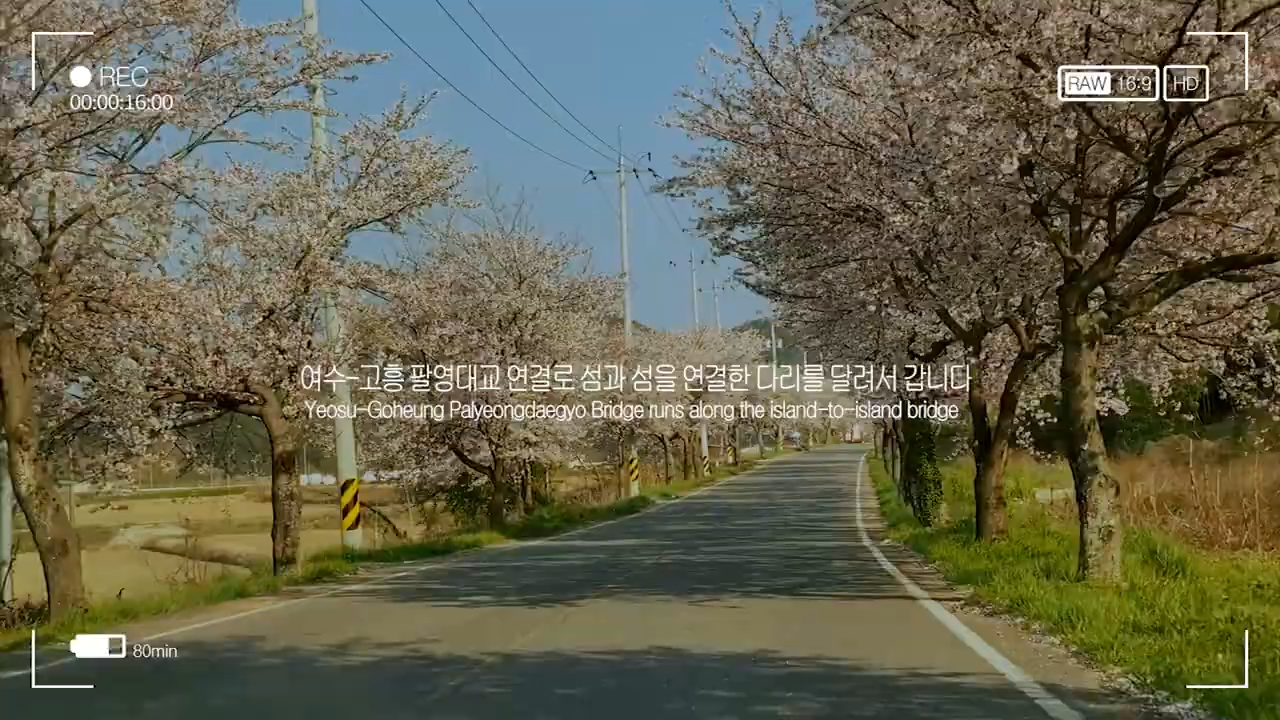 REC
00:00:16:00
RAW 16:9 HD
여수-고흥 팔영대교 연결로 섬과 섬을 연결한 다리를 달려서 갑니다
Yeosu-Goheung Palyeongdaegyo Bridge runs along the island-to-island bridge
80min